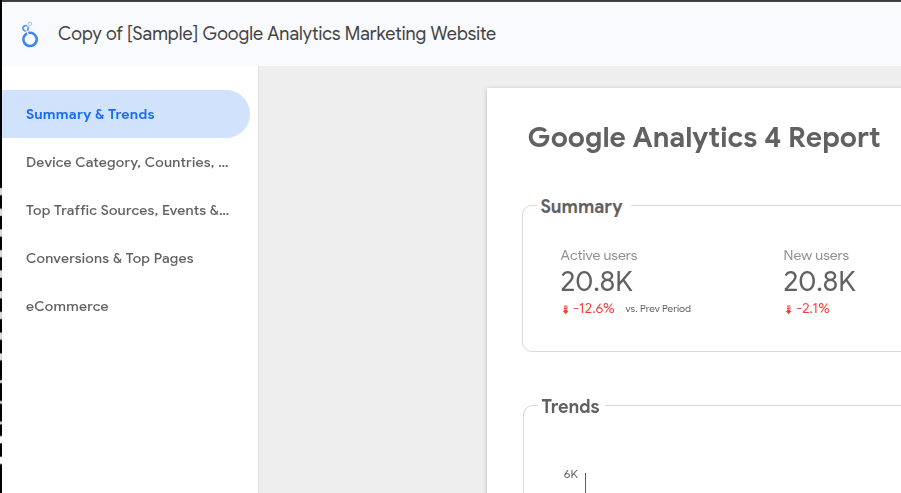 Copy of [Sample] Google Analytics Marketing Website
Summary & Trends
Device Category, Countries, ...
Top Traffic Sources, Events &...
Conversions & Top Pages
eCommerce
Google Analytics 4 Report
Summary
Active users New users
20.8K 20.8K
-12.6% vs. Prev Period -2.1%
Trends
6K